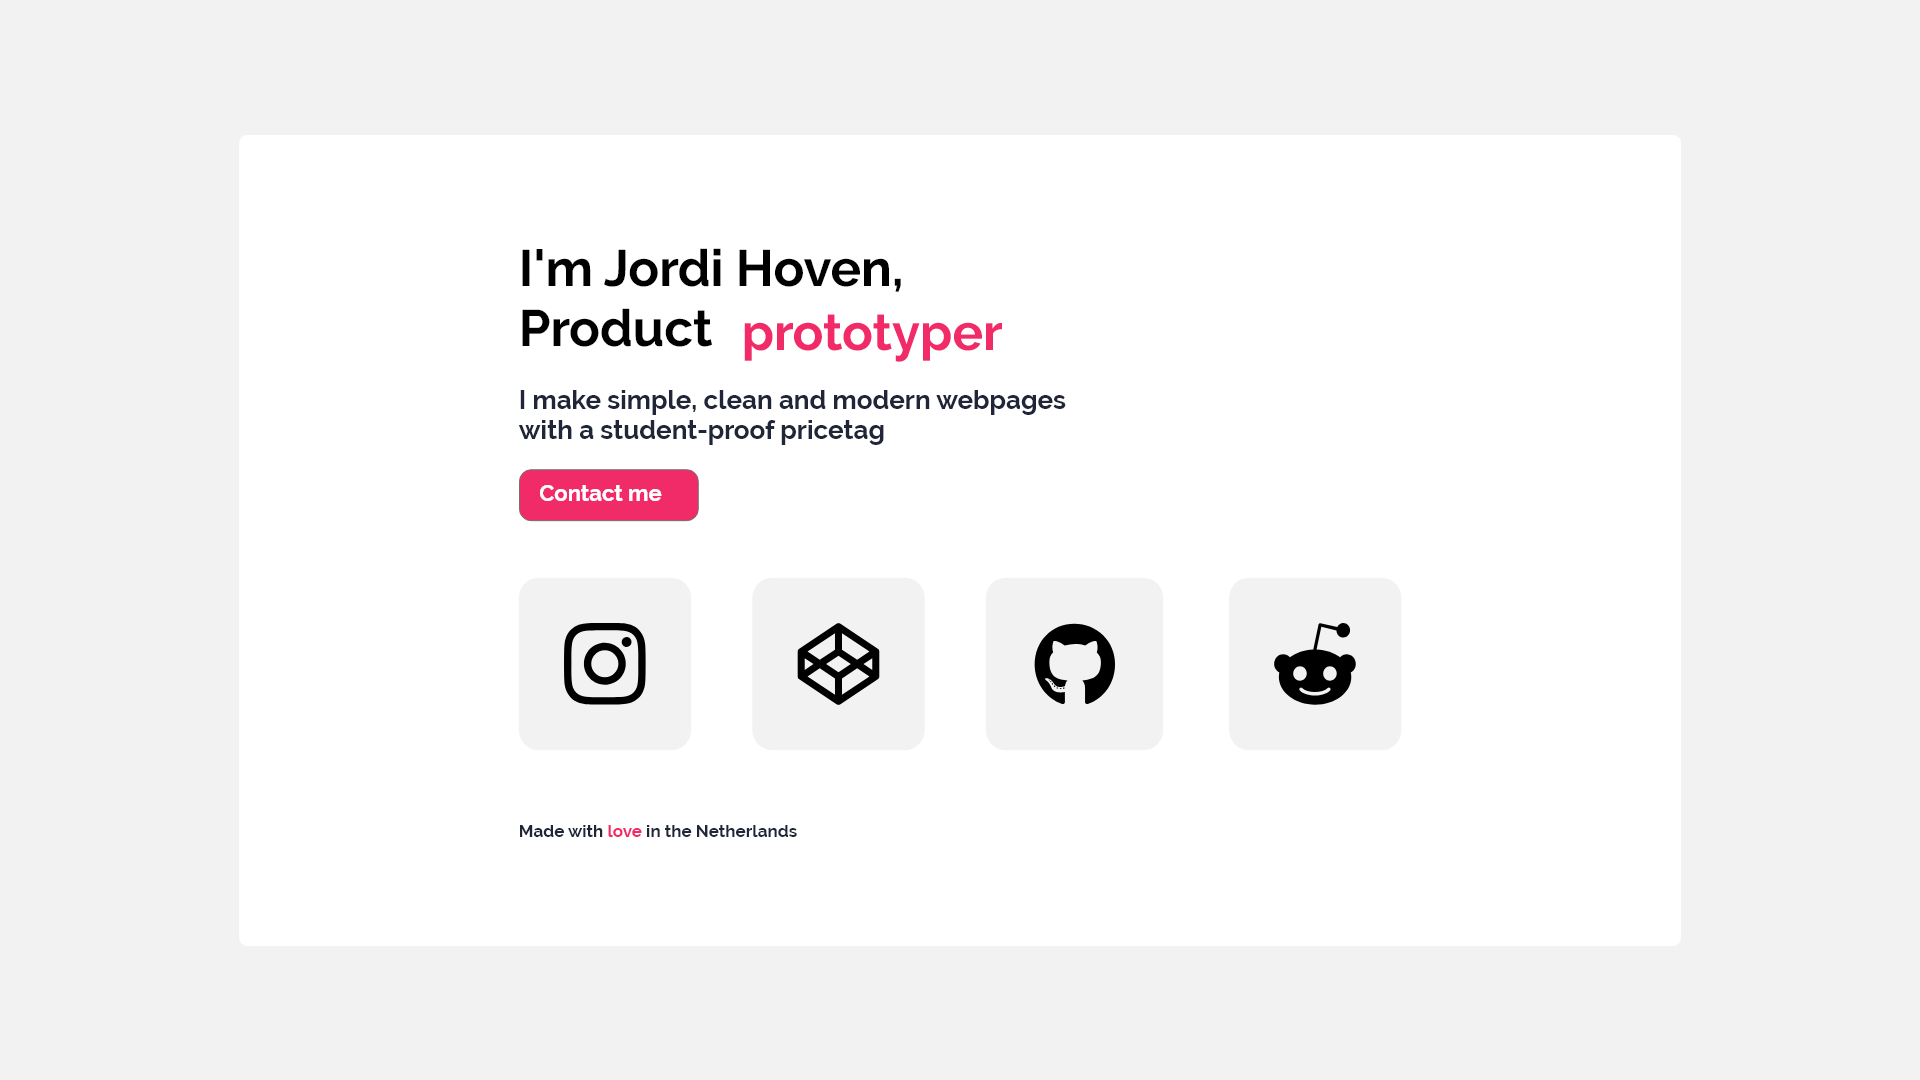 I'm Jordi Hoven,
Product prototyper
I make simple, clean and modern webpages
with a student-proof pricetag
Contact me
Made with love in the Netherlands